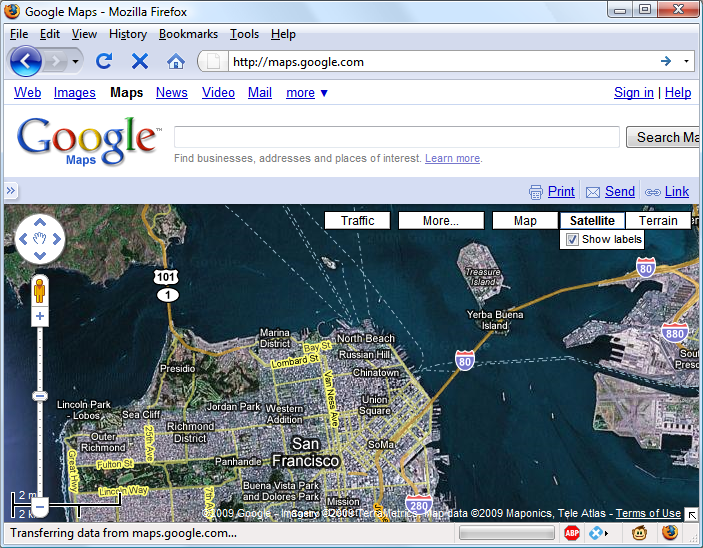 Google Maps - Mozilla Firefox
File Edit View History Bookmarks Tools Help
http://maps.google.com
Web Images Maps News Video Mail more ▼ Sign in | Help
Google™
Maps
Search Ma
Find businesses, addresses and places of interest. Learn more.
» Print Send Link
Traffic More... Map Satellite Terrain
Show labels
101
1
Treasure Island
80
Yerba Buena Island
880
Marina District
North Beach
Bay St
Russian Hill
Lombard St
80
Presidio
Chinatown
Van Ness Ave
Union Square
Lincoln Park - Lobos
Sea Cliff
Jordan Park
Western Addition
Richmond District
Outer Richmond
25th Ave
SoMa
San Francisco
Great Hwy
Fulton St
Panhandle
Lincoln Way
Buena Vista Park and Dolores Park
Mission
280
2 m
2 k
©2009 Google - Imagery ©2009 TerraMetrics, Map data ©2009 Maponics, Tele Atlas - Terms of Use
Transferring data from maps.google.com...
ABP